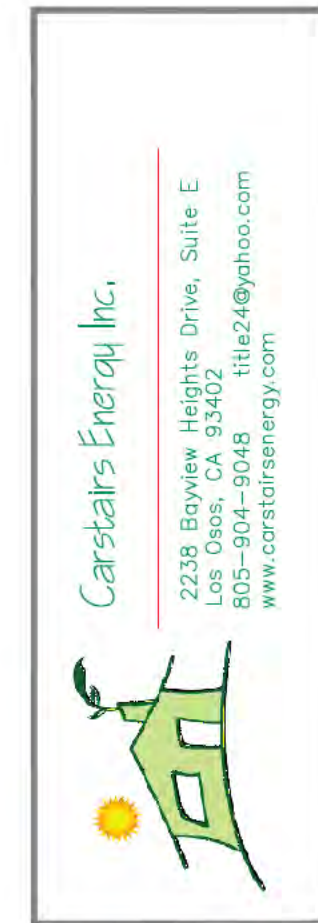 Carstairs Energy Inc.
2238 Bayview Heights Drive, Suite E
Los Osos, CA 93402
805-904-9048 title24@yahoo.com
www.carstairsenergy.com